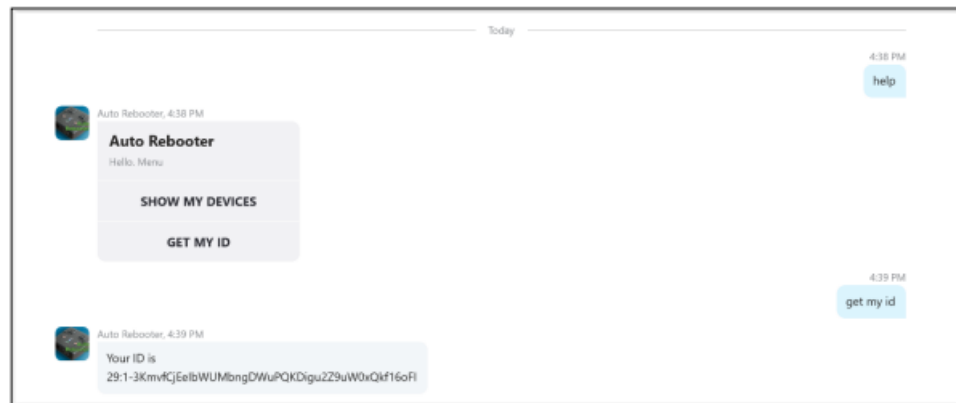 Today
4:38 PM
help
Auto Rebooter, 4:38 PM
Auto Rebooter
Hello. Menu
SHOW MY DEVICES
GET MY ID
4:39 PM
get my id
Auto Rebooter, 4:39 PM
Your ID is